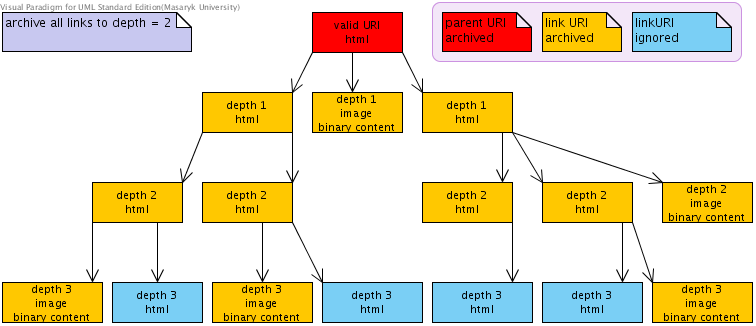 Visual Paradigm for UML Standard Edition(Masaryk University)
archive all links to depth = 2
valid URI
html
parent URI
archived
link URI
archived
linkURI
ignored
depth 1
html
depth 1
image
binary content
depth 1
html
depth 2
html
depth 2
html
depth 2
html
depth 2
html
depth 2
image
binary content
depth 3
image
binary content
depth 3
html
depth 3
image
binary content
depth 3
html
depth 3
html
depth 3
html
depth 3
image
binary content